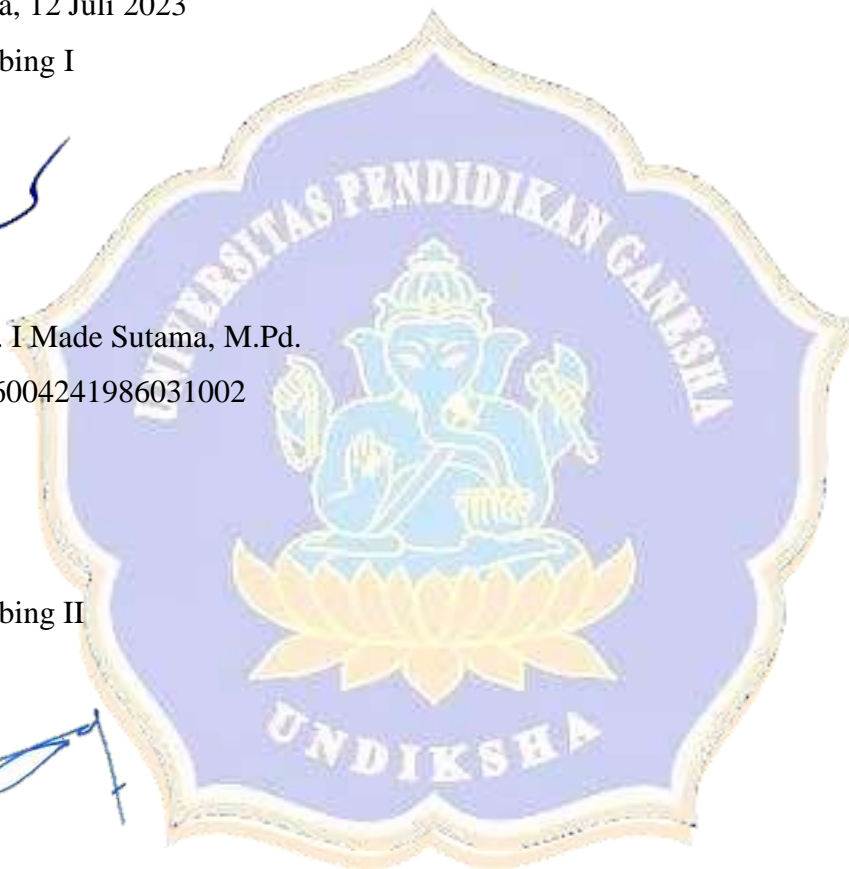 a, 12 Juli 2023
bing I
UNIVERSITAS PENDIDIKAN GANESHA
. I Made Sutama, M.Pd.
6004241986031002
bing II
UNDIKSHA